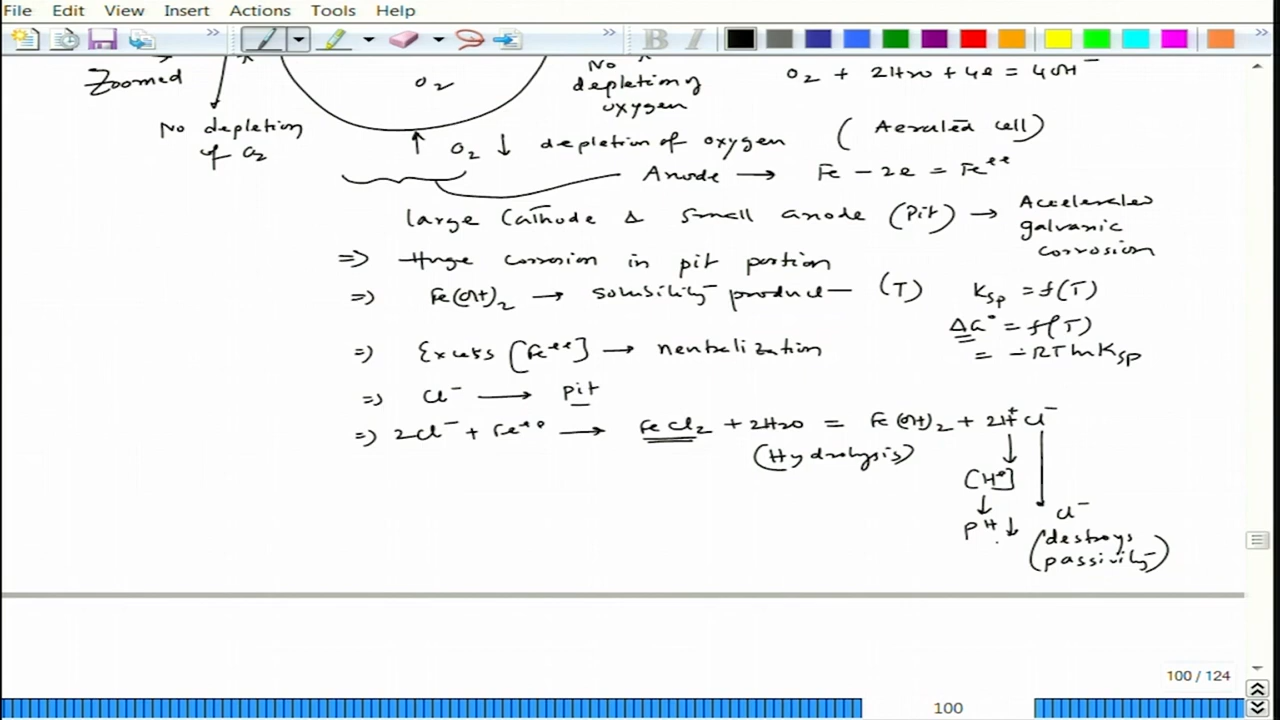 File Edit View Insert Actions Tools Help
B I
Zoomed
O₂
No
depletion of
oxygen
O₂ + 2H₂O + 4e = 4OH⁻
No depletion
of O₂
↑ O₂ ↓ depletion of oxygen (Aerated cell)
Anode → Fe – 2e = Fe⁺⁺
large Cathode & Small anode (Pit) → Accelerated
galvanic
corrosion
⇒ Huge corrosion in pit portion
⇒ Fe(OH)₂ → solubility product – (T) Ksp = f(T)
ΔG° = f(T)
= –RT ln Ksp
⇒ Excess [Fe⁺⁺] → neutralization
⇒ Cl⁻ → Pit
⇒ 2Cl⁻ + Fe⁺⁺ → FeCl₂ + 2H₂O = Fe(OH)₂ + 2H⁺Cl⁻
(Hydrolysis)
[H⁺]
pH ↓
Cl⁻
(destroys
passivity)
100 / 124
100